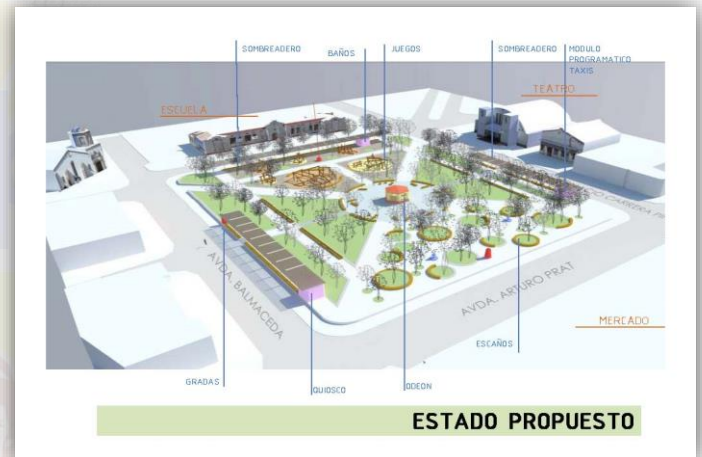 SOMBREADERO
BAÑOS
JUEGOS
SOMBREADERO
MODULO
PROGRAMATICO
TAXIS
TEATRO
ESCUELA
AVDA. BALMACEDA
AVDA. ARTURO PRAT
CARRERA
MERCADO
ESCAÑOS
GRADAS
QUIOSCO
ODEON
ESTADO PROPUESTO